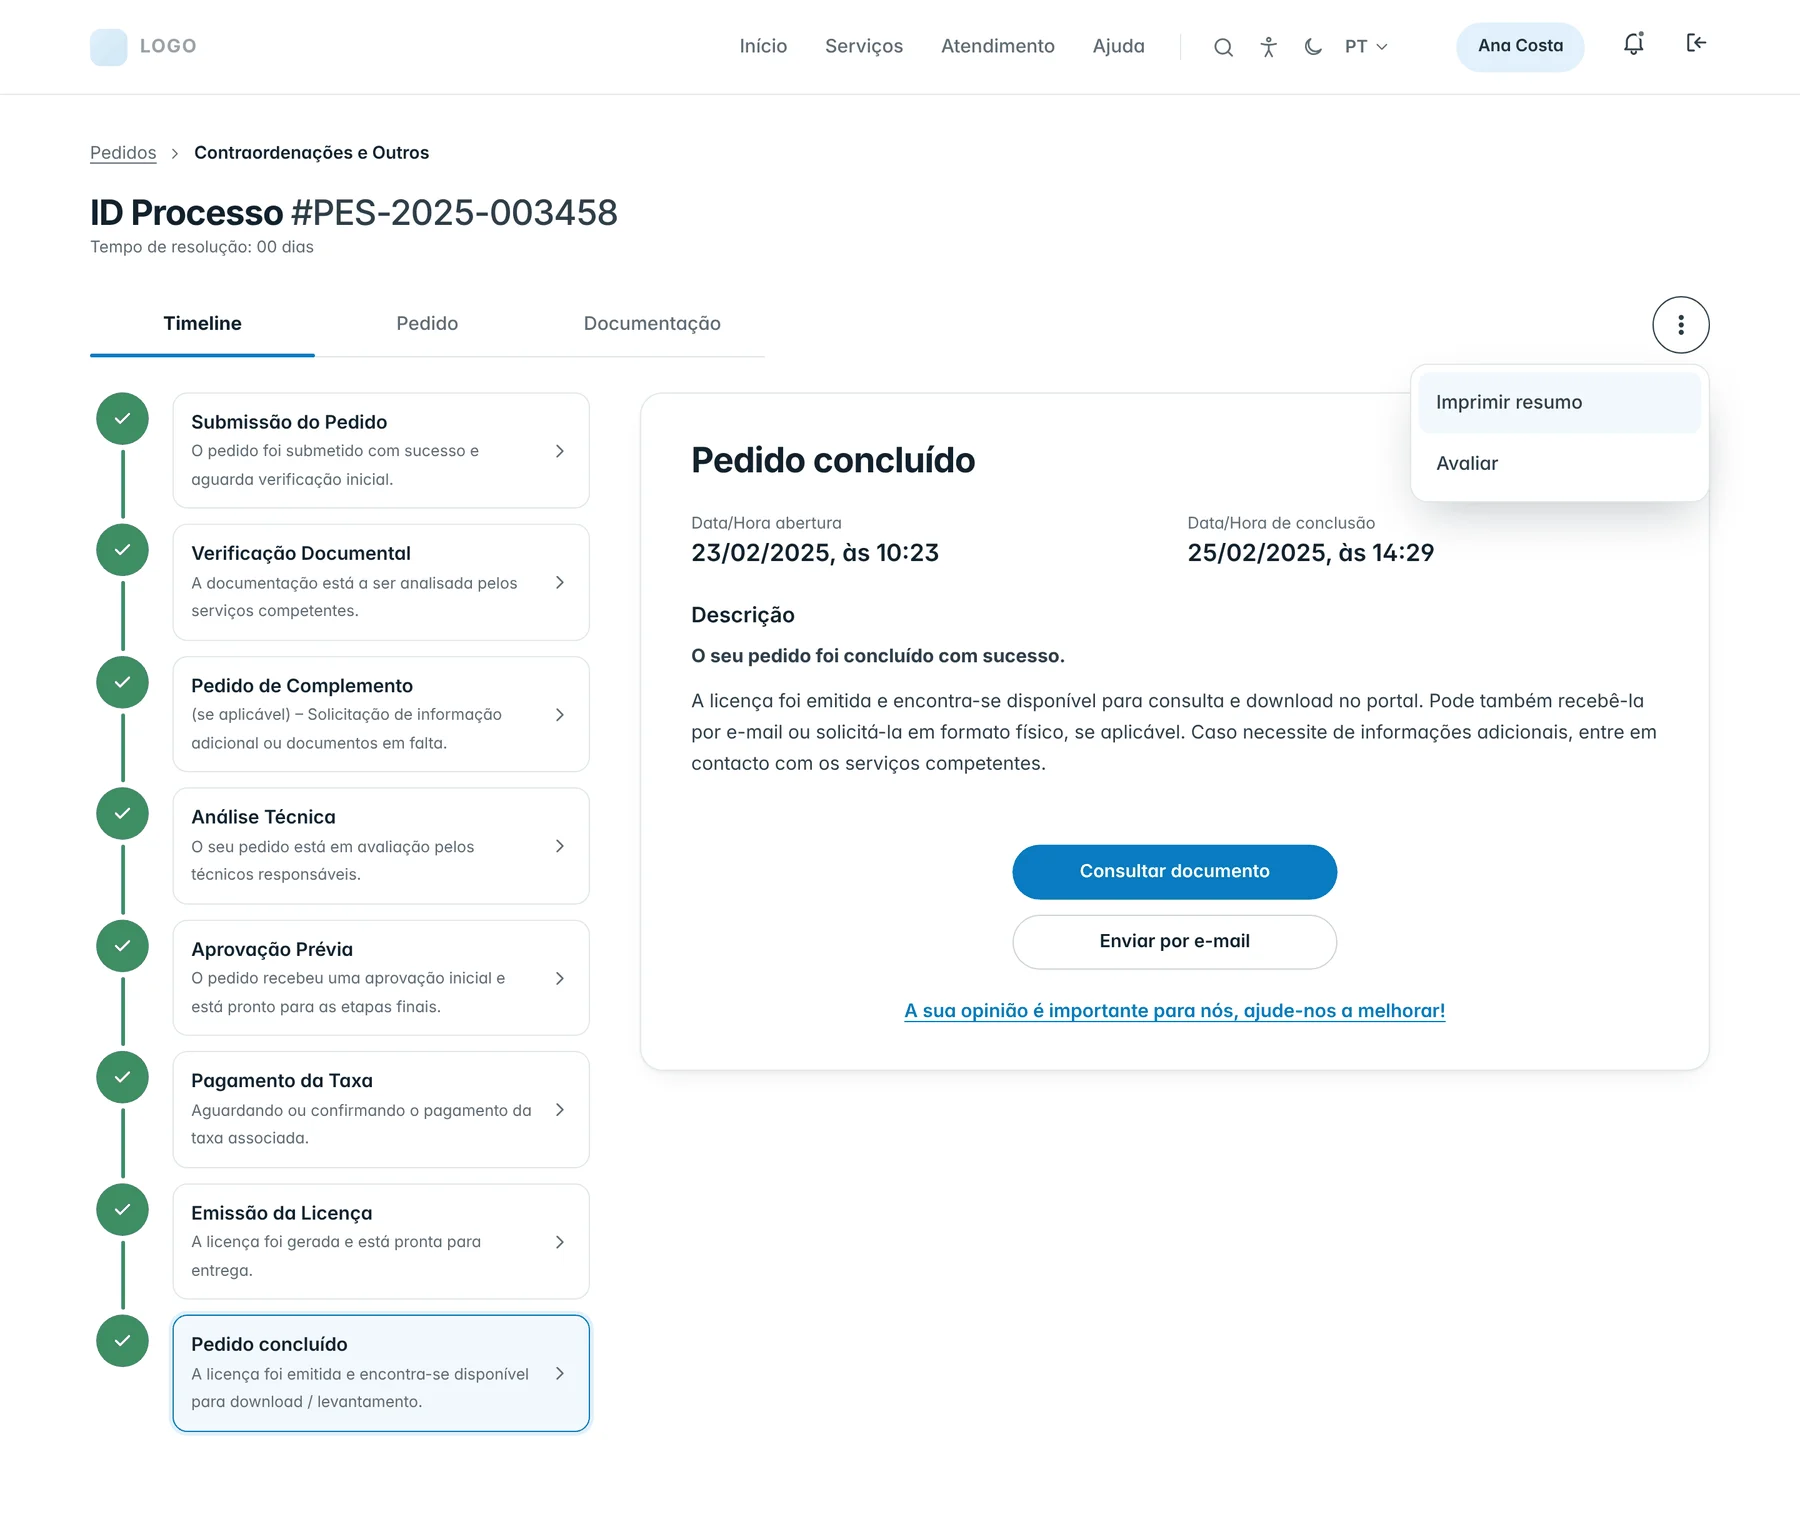 LOGO
Início
Serviços
Atendimento
Ajuda
PT
Ana Costa
Pedidos
Contraordenações e Outros
ID Processo #PES-2025-003458
Tempo de resolução: 00 dias
Timeline
Pedido
Documentação
Imprimir resumo
Avaliar
Submissão do Pedido
O pedido foi submetido com sucesso e
aguarda verificação inicial.
Verificação Documental
A documentação está a ser analisada pelos
serviços competentes.
Pedido de Complemento
(se aplicável) – Solicitação de informação
adicional ou documentos em falta.
Análise Técnica
O seu pedido está em avaliação pelos
técnicos responsáveis.
Aprovação Prévia
O pedido recebeu uma aprovação inicial e
está pronto para as etapas finais.
Pagamento da Taxa
Aguardando ou confirmando o pagamento da
taxa associada.
Emissão da Licença
A licença foi gerada e está pronta para
entrega.
Pedido concluído
A licença foi emitida e encontra-se disponível
para download / levantamento.
Pedido concluído
Data/Hora abertura
23/02/2025, às 10:23
Data/Hora de conclusão
25/02/2025, às 14:29
Descrição
O seu pedido foi concluído com sucesso.
A licença foi emitida e encontra-se disponível para consulta e download no portal. Pode também recebê-la
por e-mail ou solicitá-la em formato físico, se aplicável. Caso necessite de informações adicionais, entre em
contacto com os serviços competentes.
Consultar documento
Enviar por e-mail
A sua opinião é importante para nós, ajude-nos a melhorar!